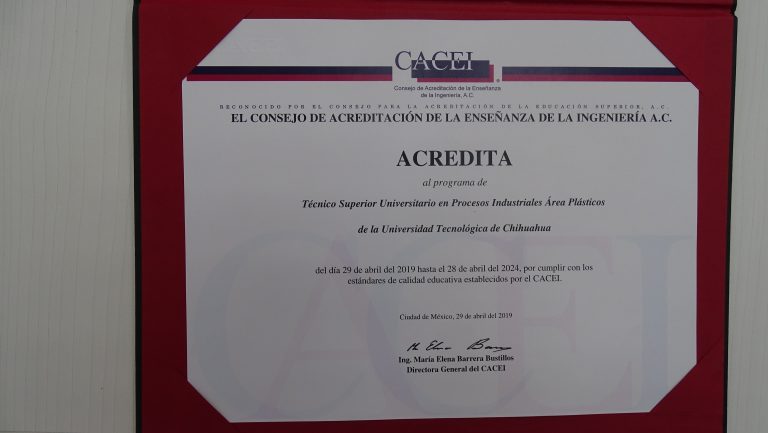 CACEI
Consejo de Acreditación de la Enseñanza
de la Ingeniería, A.C.
RECONOCIDO POR EL CONSEJO PARA LA ACREDITACIÓN DE LA EDUCACIÓN SUPERIOR, A.C.
EL CONSEJO DE ACREDITACIÓN DE LA ENSEÑANZA DE LA INGENIERÍA A.C.
ACREDITA
al programa de
Técnico Superior Universitario en Procesos Industriales Área Plásticos
de la Universidad Tecnológica de Chihuahua
del día 29 de abril del 2019 hasta el 28 de abril del 2024, por cumplir con los
estándares de calidad educativa establecidos por el CACEI.
Ciudad de México, 29 de abril del 2019
Ing. María Elena Barrera Bustillos
Directora General del CACEI
CACEI